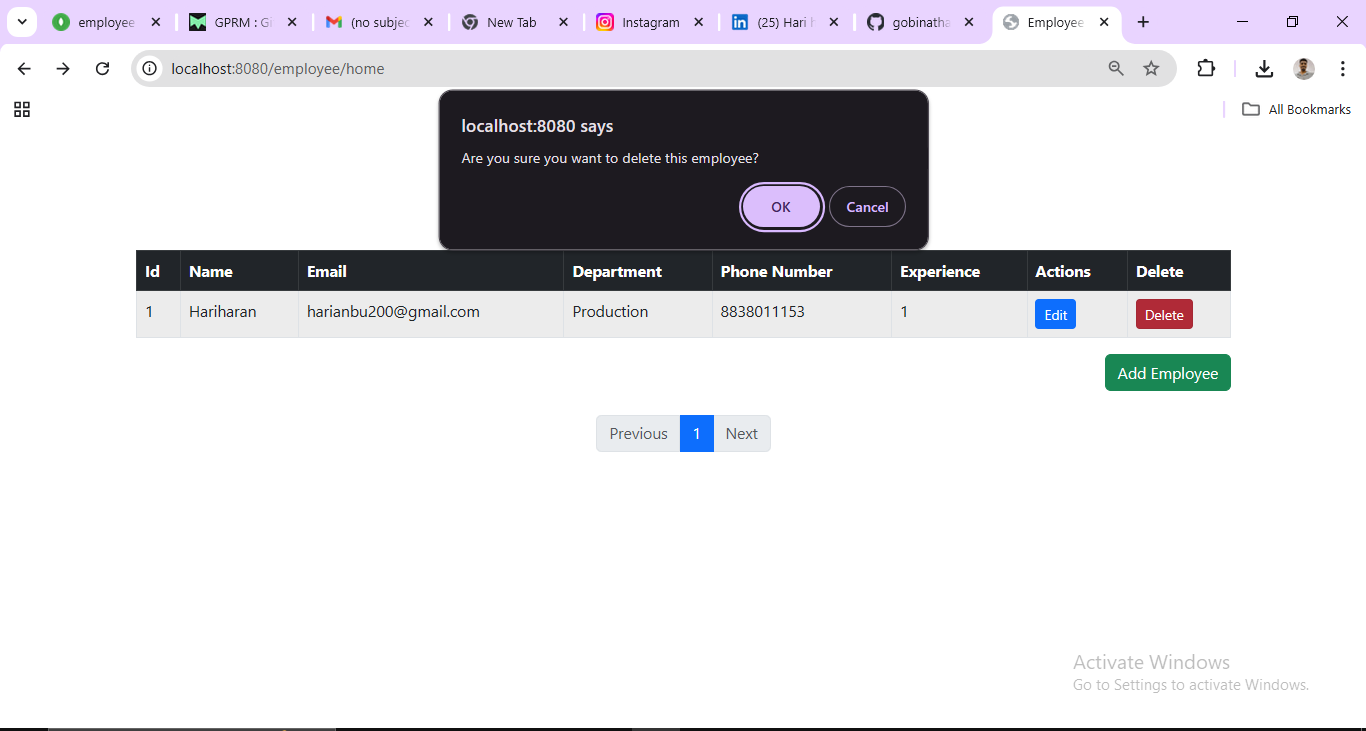 employee
GPRM : Gi
(no subjec
New Tab
Instagram
(25) Hari h
gobinatha
Employee
localhost:8080/employee/home
All Bookmarks
localhost:8080 says
Are you sure you want to delete this employee?
OK Cancel
Id Name Email Department Phone Number Experience Actions Delete
1 Hariharan harianbu200@gmail.com Production 8838011153 1 Edit Delete
Add Employee
Previous 1 Next
Activate Windows
Go to Settings to activate Windows.